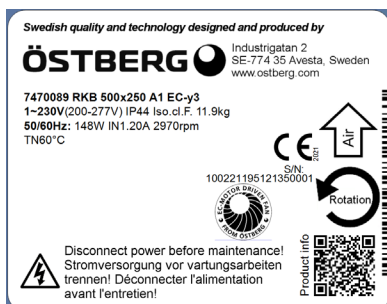 Swedish quality and technology designed and produced by
ÖSTBERG
Industrigatan 2
SE-774 35 Avesta, Sweden
www.ostberg.com
7470089 RKB 500x250 A1 EC-y3
1~230V(200-277V) IP44 Iso.cl.F. 11.9kg
50/60Hz: 148W IN1.20A 2970rpm
TN60°C
CE
2021
Air
S/N:
100221195121350001
EC-MOTOR DRIVEN FAN
FROM ÖSTBERG
Rotation
Product info
Disconnect power before maintenance!
Stromversorgung vor vartungsarbeiten
trennen! Déconnecter l'alimentation
avant l'entretien!